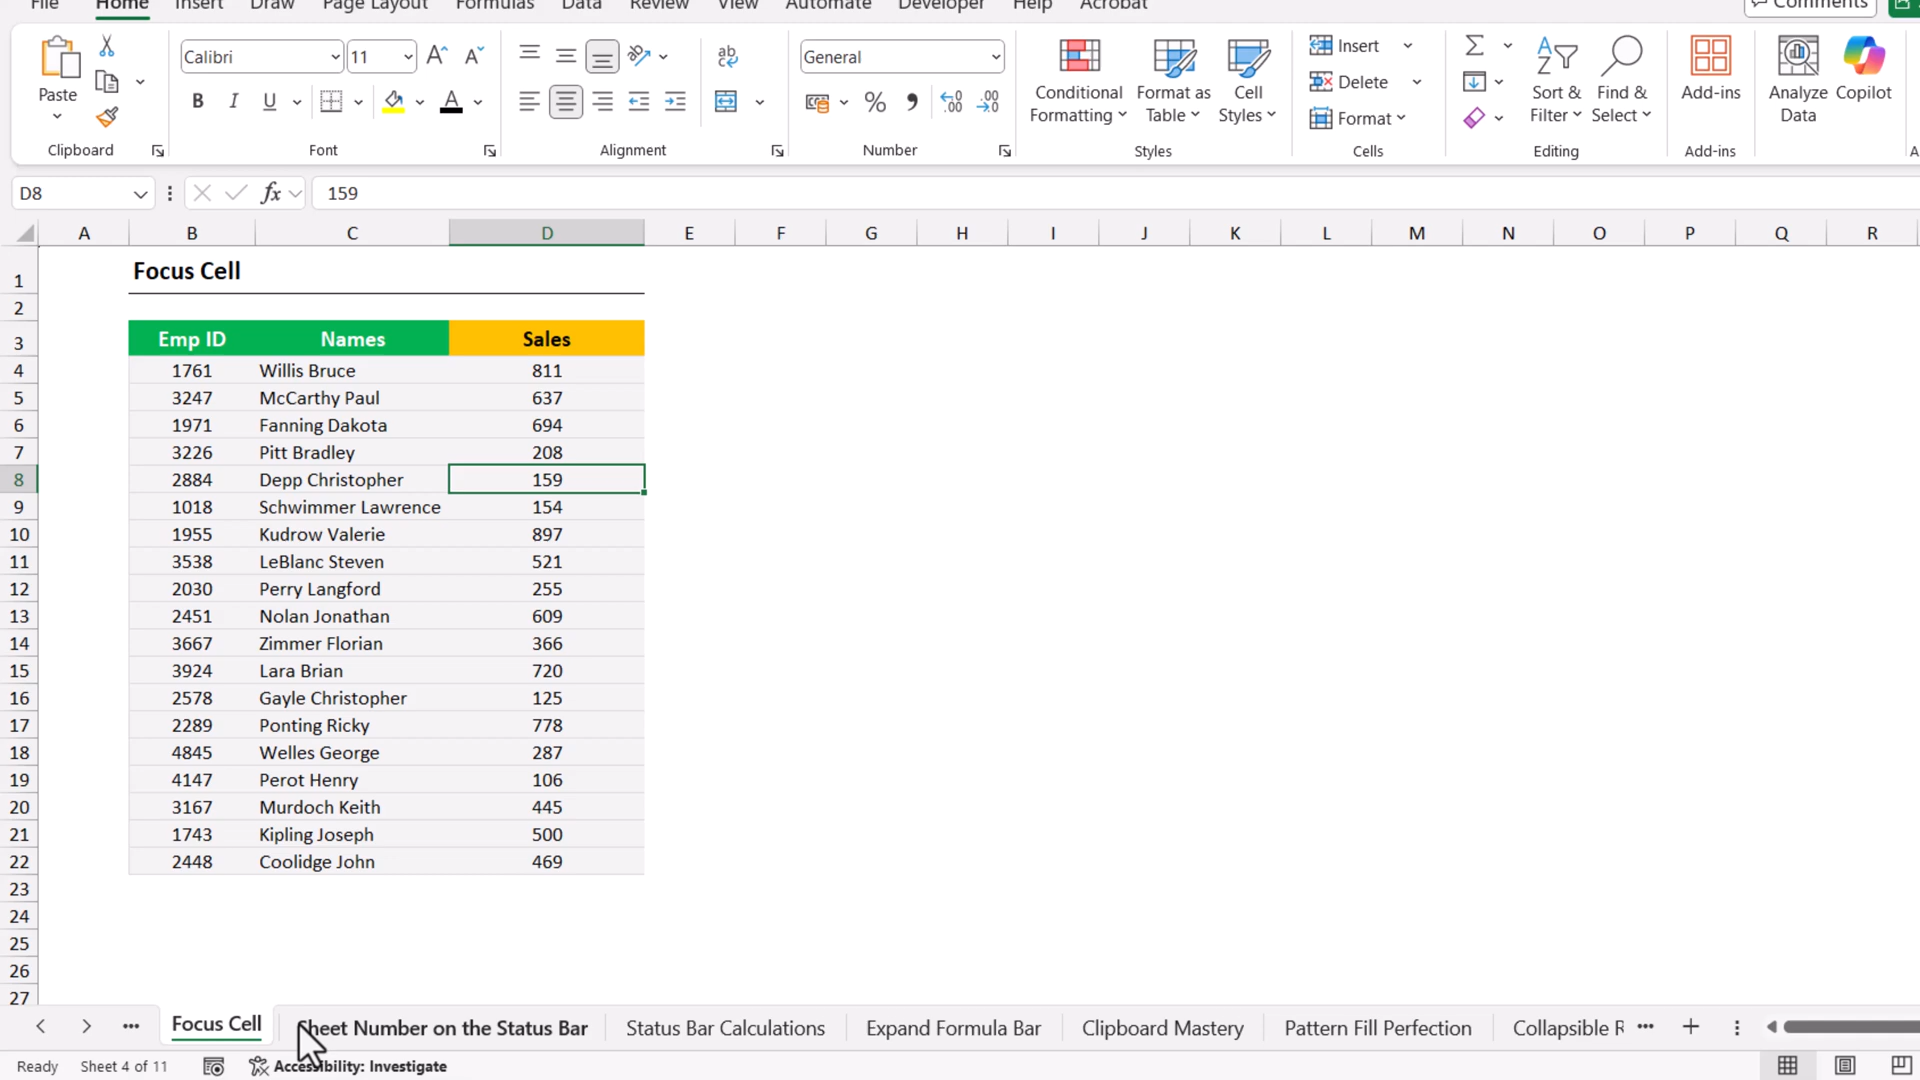 File Home Insert Draw Page Layout Formulas Data Review View Automate Developer Help Acrobat Comments
Calibri 11 General Insert
Paste B I U Conditional Formatting Format as Table Cell Styles Delete Sort & Filter Find & Select Add-ins Analyze Data Copilot
Format
Clipboard Font Alignment Number Styles Cells Editing Add-ins
D8 fx 159
A B C D E F G H I J K L M N O P Q R
1 Focus Cell
2
3 Emp ID Names Sales
4 1761 Willis Bruce 811
5 3247 McCarthy Paul 637
6 1971 Fanning Dakota 694
7 3226 Pitt Bradley 208
8 2884 Depp Christopher 159
9 1018 Schwimmer Lawrence 154
10 1955 Kudrow Valerie 897
11 3538 LeBlanc Steven 521
12 2030 Perry Langford 255
13 2451 Nolan Jonathan 609
14 3667 Zimmer Florian 366
15 3924 Lara Brian 720
16 2578 Gayle Christopher 125
17 2289 Ponting Ricky 778
18 4845 Welles George 287
19 4147 Perot Henry 106
20 3167 Murdoch Keith 445
21 1743 Kipling Joseph 500
22 2448 Coolidge John 469
23
24
25
26
27
Focus Cell Sheet Number on the Status Bar Status Bar Calculations Expand Formula Bar Clipboard Mastery Pattern Fill Perfection Collapsible R
Ready Sheet 4 of 11 Accessibility: Investigate